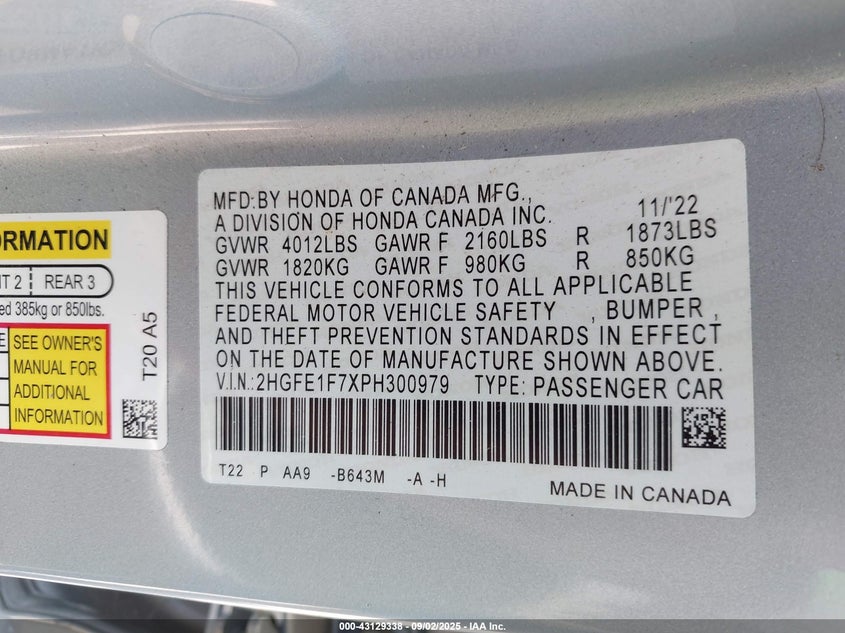 MFD.BY HONDA OF CANADA MFG.,
A DIVISION OF HONDA CANADA INC. 11/'22
GVWR 4012LBS GAWR F 2160LBS R 1873LBS
GVWR 1820KG GAWR F 980KG R 850KG
THIS VEHICLE CONFORMS TO ALL APPLICABLE
FEDERAL MOTOR VEHICLE SAFETY , BUMPER ,
AND THEFT PREVENTION STANDARDS IN EFFECT
ON THE DATE OF MANUFACTURE SHOWN ABOVE.
V.I.N.:2HGFE1F7XPH300979 TYPE: PASSENGER CAR
T22 P AA9 -B643M -A -H
MADE IN CANADA
REAR 3
385kg or 850lbs.
SEE OWNER'S
MANUAL FOR
ADDITIONAL
INFORMATION
T20 A5
000-43129338 - 09/02/2025 - IAA Inc.